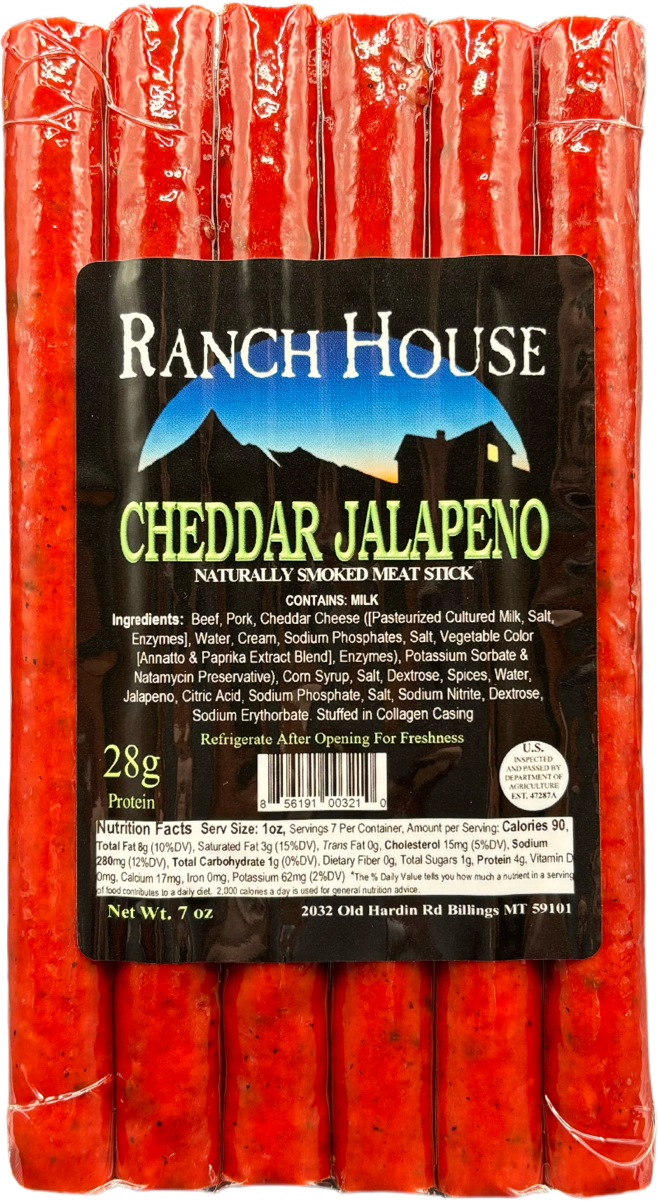 RANCH HOUSE
CHEDDAR JALAPENO
NATURALLY SMOKED MEAT STICK
CONTAINS: MILK
Ingredients: Beef, Pork, Cheddar Cheese ([Pasteurized Cultured Milk, Salt,
Enzymes], Water, Cream, Sodium Phosphates, Salt, Vegetable Color
[Annatto & Paprika Extract Blend], Enzymes), Potassium Sorbate &
Natamycin Preservative), Corn Syrup, Salt, Dextrose, Spices, Water,
Jalapeno, Citric Acid, Sodium Phosphate, Salt, Sodium Nitrite, Dextrose,
Sodium Erythorbate. Stuffed in Collagen Casing
Refrigerate After Opening For Freshness
28g
Protein
8 56191 00321 0
U.S.
INSPECTED
AND PASSED BY
DEPARTMENT OF
AGRICULTURE
EST. 47287A
Nutrition Facts Serv Size: 1oz, Servings 7 Per Container, Amount per Serving: Calories 90,
Total Fat 8g (10%DV), Saturated Fat 3g (15%DV), Trans Fat 0g, Cholesterol 15mg (5%DV), Sodium
280mg (12%DV), Total Carbohydrate 1g (0%DV), Dietary Fiber 0g, Total Sugars 1g, Protein 4g, Vitamin D
0mg, Calcium 17mg, Iron 0mg, Potassium 62mg (2%DV) *The % Daily Value tells you how much a nutrient in a serving
of food contributes to a daily diet. 2,000 calories a day is used for general nutrition advice.
Net Wt. 7 oz
2032 Old Hardin Rd Billings MT 59101